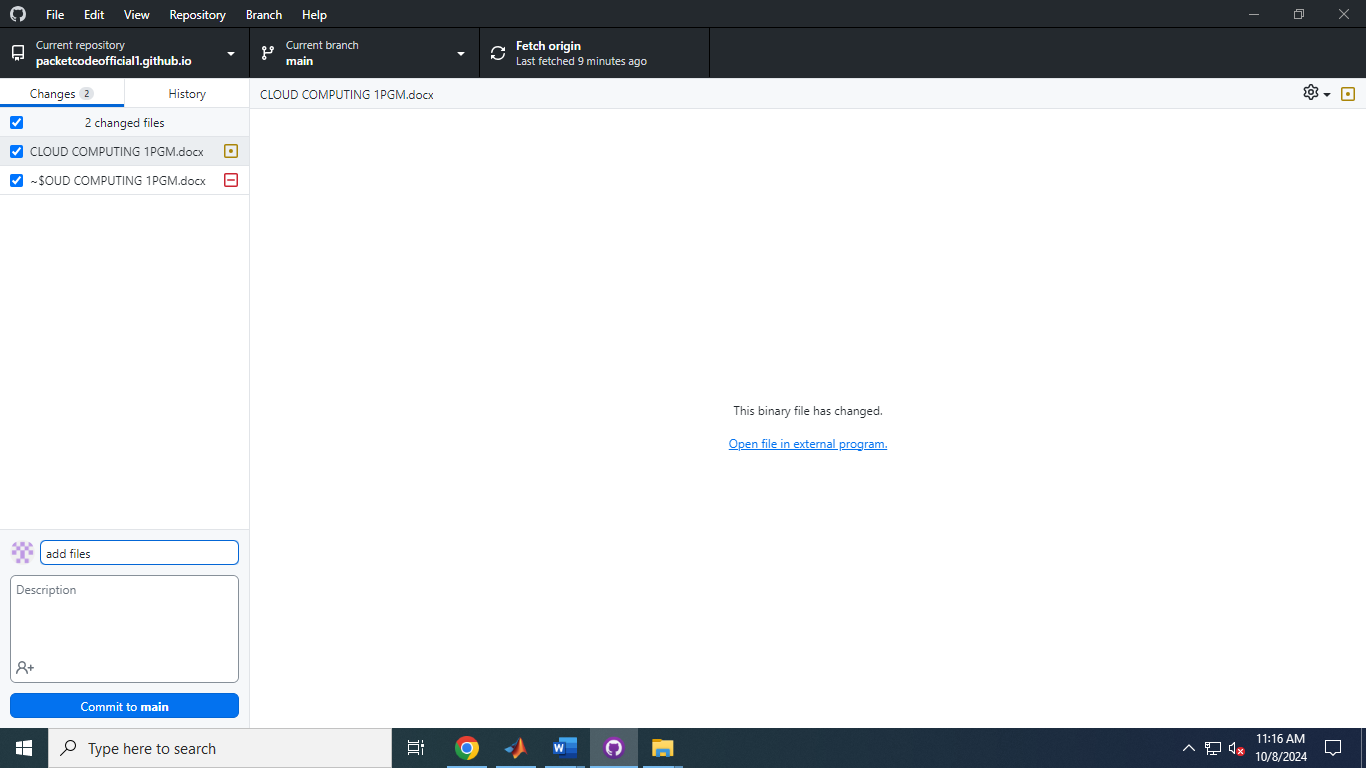 File Edit View Repository Branch Help
Current repository
packetcodeofficial1.github.io
Current branch
main
Fetch origin
Last fetched 9 minutes ago
Changes 2
History
CLOUD COMPUTING 1PGM.docx
2 changed files
CLOUD COMPUTING 1PGM.docx
~$OUD COMPUTING 1PGM.docx
This binary file has changed.
Open file in external program.
add files
Description
Commit to main
Type here to search
11:16 AM
10/8/2024